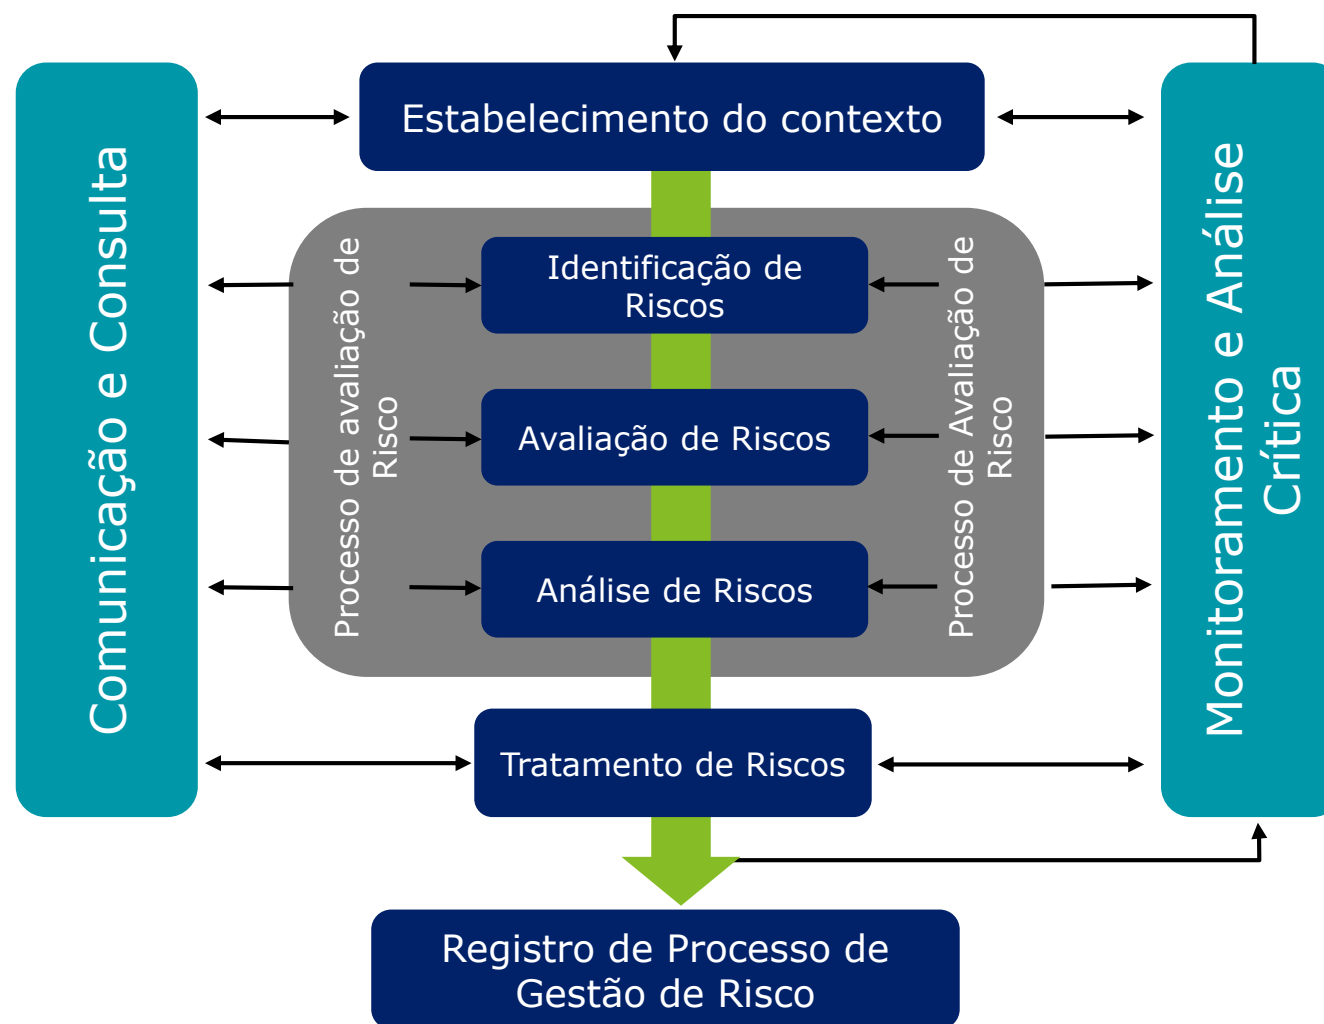 Estabelecimento do contexto
Comunicação e Consulta
Processo de avaliação de
Risco
Identificação de
Riscos
Avaliação de Riscos
Análise de Riscos
Processo de Avaliação de
Risco
Monitoramento e Análise
Crítica
Tratamento de Riscos
Registro de Processo de
Gestão de Risco